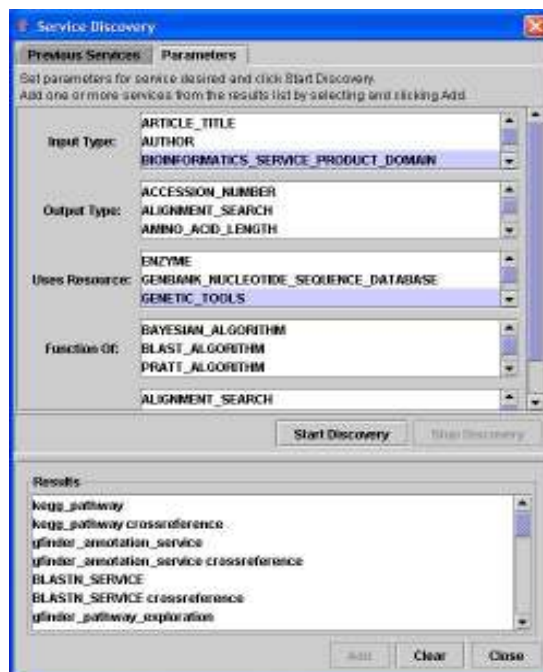 Service Discovery
Previous Services Parameters
Set parameters for service desired and click Start Discovery.
Add one or more services from the results list by selecting and clicking Add.
Input Type:
ARTICLE_TITLE
AUTHOR
BIOINFORMATICS_SERVICE_PRODUCT_DOMAIN
Output Type:
ACCESSION_NUMBER
ALIGNMENT_SEARCH
AMINO_ACID_LENGTH
Uses Resource:
ENZYME
GENBANK_NUCLEOTIDE_SEQUENCE_DATABASE
GENETIC_TOOLS
Function Of:
BAYESIAN_ALGORITHM
BLAST_ALGORITHM
PRATT_ALGORITHM
ALIGNMENT_SEARCH
Start Discovery Stop Discovery
Results
kegg_pathway
kegg_pathway crossreference
gfinder_annotation_service
gfinder_annotation_service crossreference
BLASTN_SERVICE
BLASTN_SERVICE crossreference
gfinder_pathway_exploration
Add Clear Close